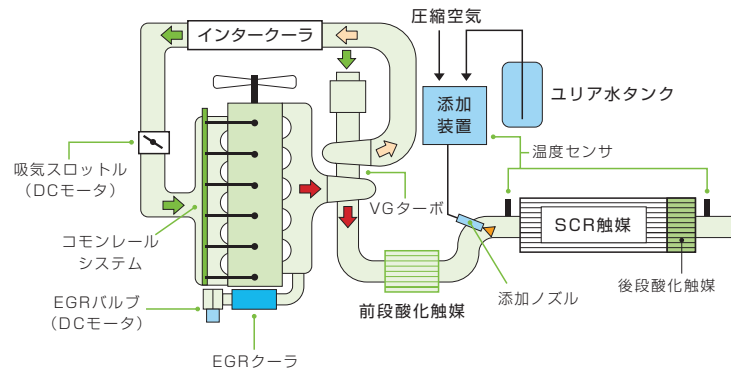 圧縮空気
インタークーラ
添加
装置
ユリア水タンク
温度センサ
吸気スロットル
（DCモータ）
VGターボ
SCR触媒
コモンレール
システム
後段酸化触媒
添加ノズル
前段酸化触媒
EGRバルブ
（DCモータ）
EGRクーラ